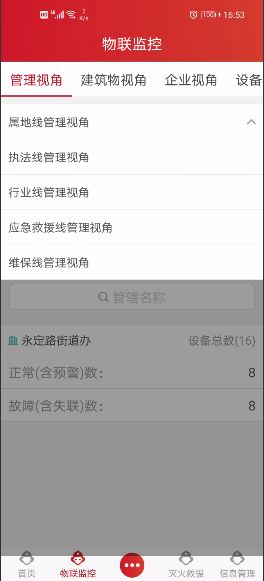 HD 46 2 K/s 100 16:53
物联监控
管理视角 建筑物视角 企业视角 设备
属地线管理视角
执法线管理视角
行业线管理视角
应急救援线管理视角
维保线管理视角
管辖名称
永定路街道办 设备总数(16)
正常(含预警)数: 8
故障(含失联)数: 8
首页 物联监控 灭火救援 信息管理